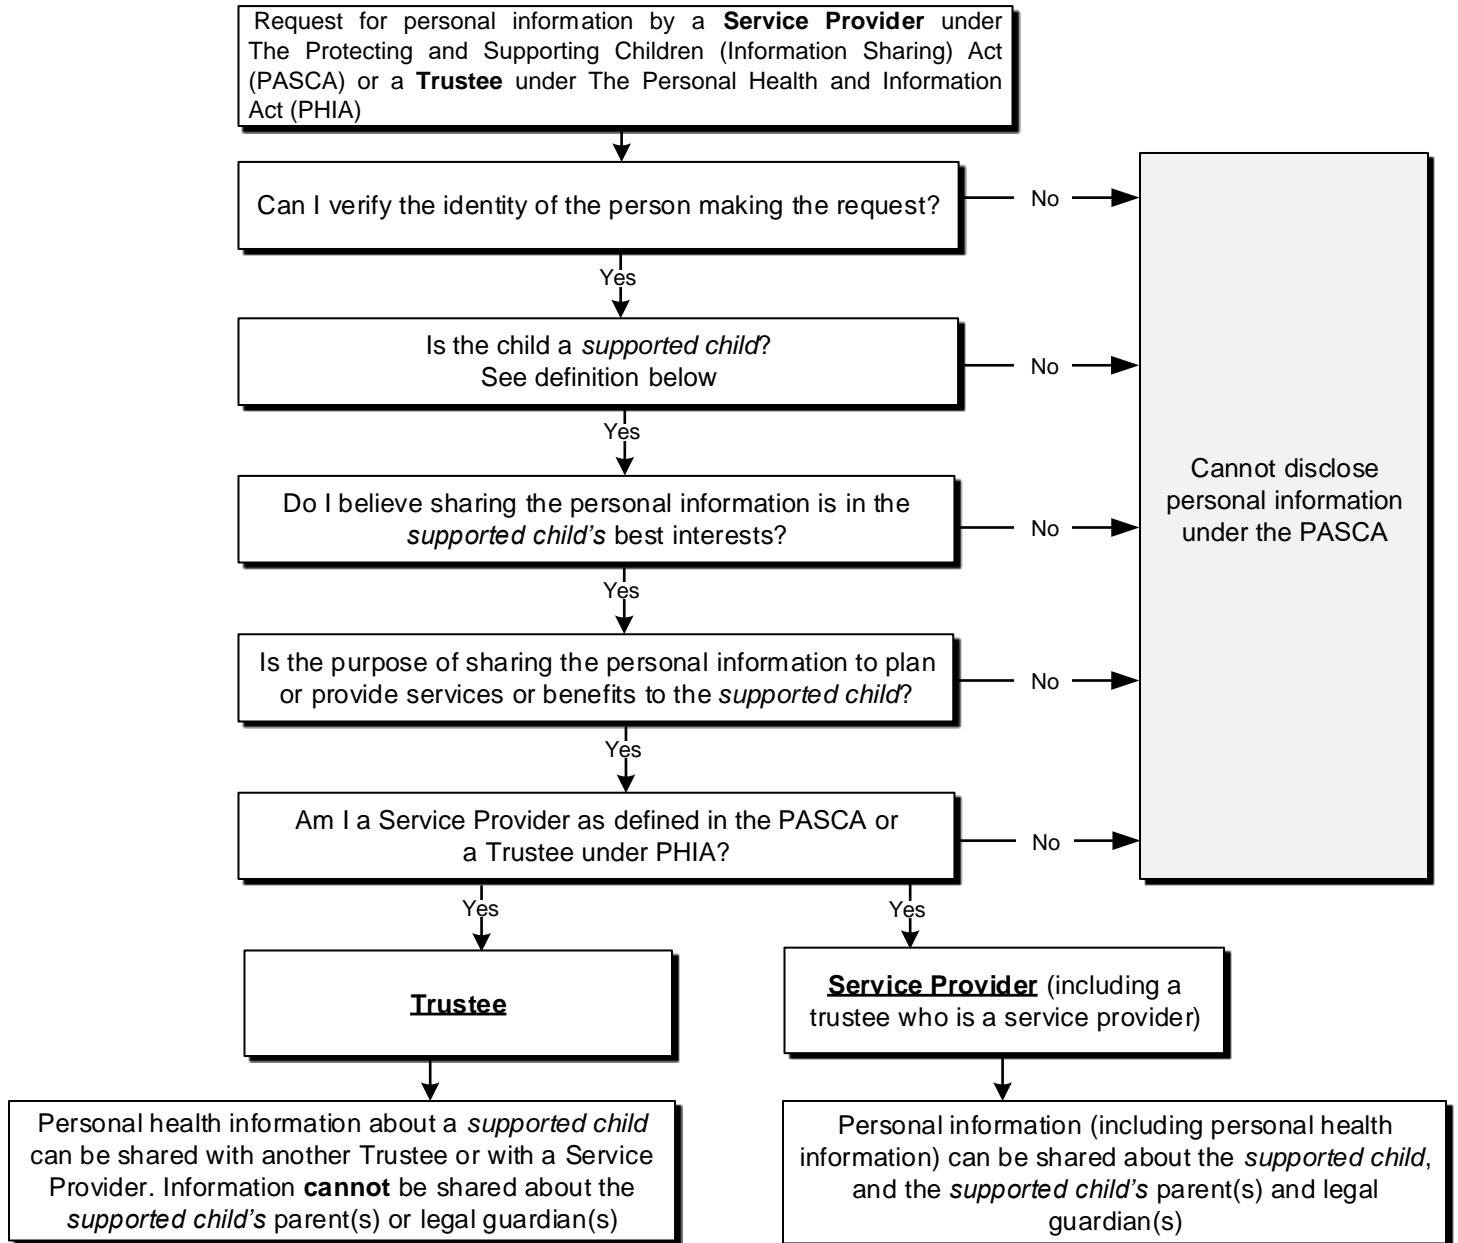 Request for personal information by a Service Provider under
The Protecting and Supporting Children (Information Sharing) Act
(PASCA) or a Trustee under The Personal Health and Information
Act (PHIA)
Can I verify the identity of the person making the request?
No
Yes
Is the child a supported child?
See definition below
No
Yes
Do I believe sharing the personal information is in the
supported child's best interests?
No
Yes
Is the purpose of sharing the personal information to plan
or provide services or benefits to the supported child?
No
Yes
Am I a Service Provider as defined in the PASCA or
a Trustee under PHIA?
No
Cannot disclose
personal information
under the PASCA
Yes
Yes
Trustee
Service Provider (including a
trustee who is a service provider)
Personal health information about a supported child
can be shared with another Trustee or with a Service
Provider. Information cannot be shared about the
supported child's parent(s) or legal guardian(s)
Personal information (including personal health
information) can be shared about the supported child,
and the supported child's parent(s) and legal
guardian(s)